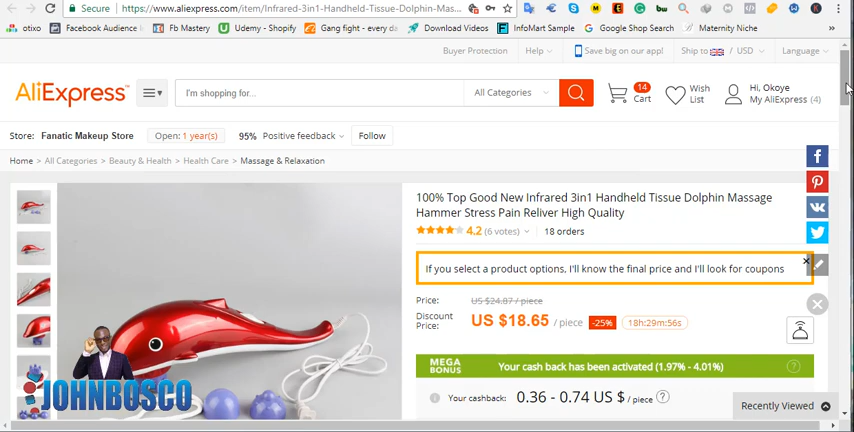 Secure
https://www.aliexpress.com/item/Infrared-3in1-Handheld-Tissue-Dolphin-Mas...
otixo
Facebook Audience I
Fb Mastery
Udemy - Shopify
Gang fight - every da
Download Videos
InfoMart Sample
Google Shop Search
Maternity Niche
Buyer Protection
Help
Save big on our app!
Ship to
/ USD
Language
AliExpress™
I'm shopping for...
All Categories
14
Cart
Wish
List
Hi, Okoye
My AliExpress (4)
Store: Fanatic Makeup Store
Open: 1 year(s)
95% Positive feedback
Follow
Home > All Categories > Beauty & Health > Health Care > Massage & Relaxation
100% Top Good New Infrared 3in1 Handheld Tissue Dolphin Massage
Hammer Stress Pain Reliver High Quality
4.2 (6 votes)
18 orders
If you select a product options, I'll know the final price and I'll look for coupons
Price:
US $24.87 / piece
Discount
Price:
US $18.65 / piece
-25%
18h:29m:56s
MEGA
BONUS
Your cash back has been activated (1.97% - 4.01%)
Your cashback:
0.36 - 0.74 US $ / piece
Recently Viewed
JOHNBOSCO